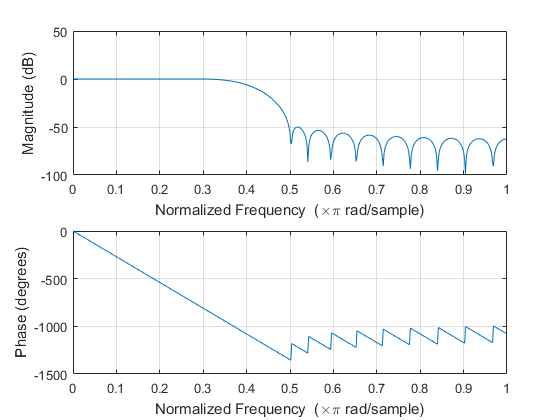 50
0
-50
-100
Magnitude (dB)
0 0.1 0.2 0.3 0.4 0.5 0.6 0.7 0.8 0.9 1
Normalized Frequency (×π rad/sample)
0
-500
-1000
-1500
Phase (degrees)
0 0.1 0.2 0.3 0.4 0.5 0.6 0.7 0.8 0.9 1
Normalized Frequency (×π rad/sample)